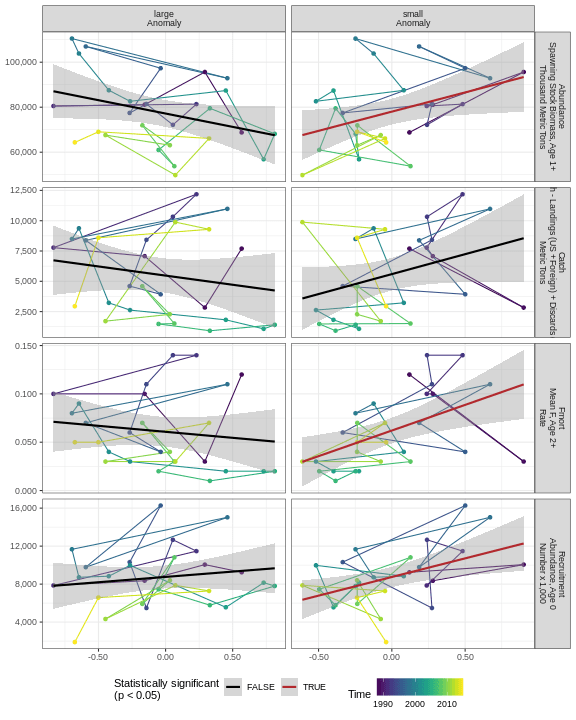 large
Anomaly
small
Anomaly
100,000
80,000
60,000
Abundance
Spawning Stock Biomass, Age 1+
Thousand Metric Tons
12,500
10,000
7,500
5,000
2,500
h - Landings (US +Foreign) + Discards
Catch
Metric Tons
0.150
0.100
0.050
0.000
Fmort
Mean F, Age 2+
Rate
16,000
12,000
8,000
4,000
Recruitment
Abundance, Age 0
Number x 1,000
-0.50
0.00
0.50
-0.50
0.00
0.50
Statistically significant
(p < 0.05)
FALSE
TRUE
Time
1990
2000
2010